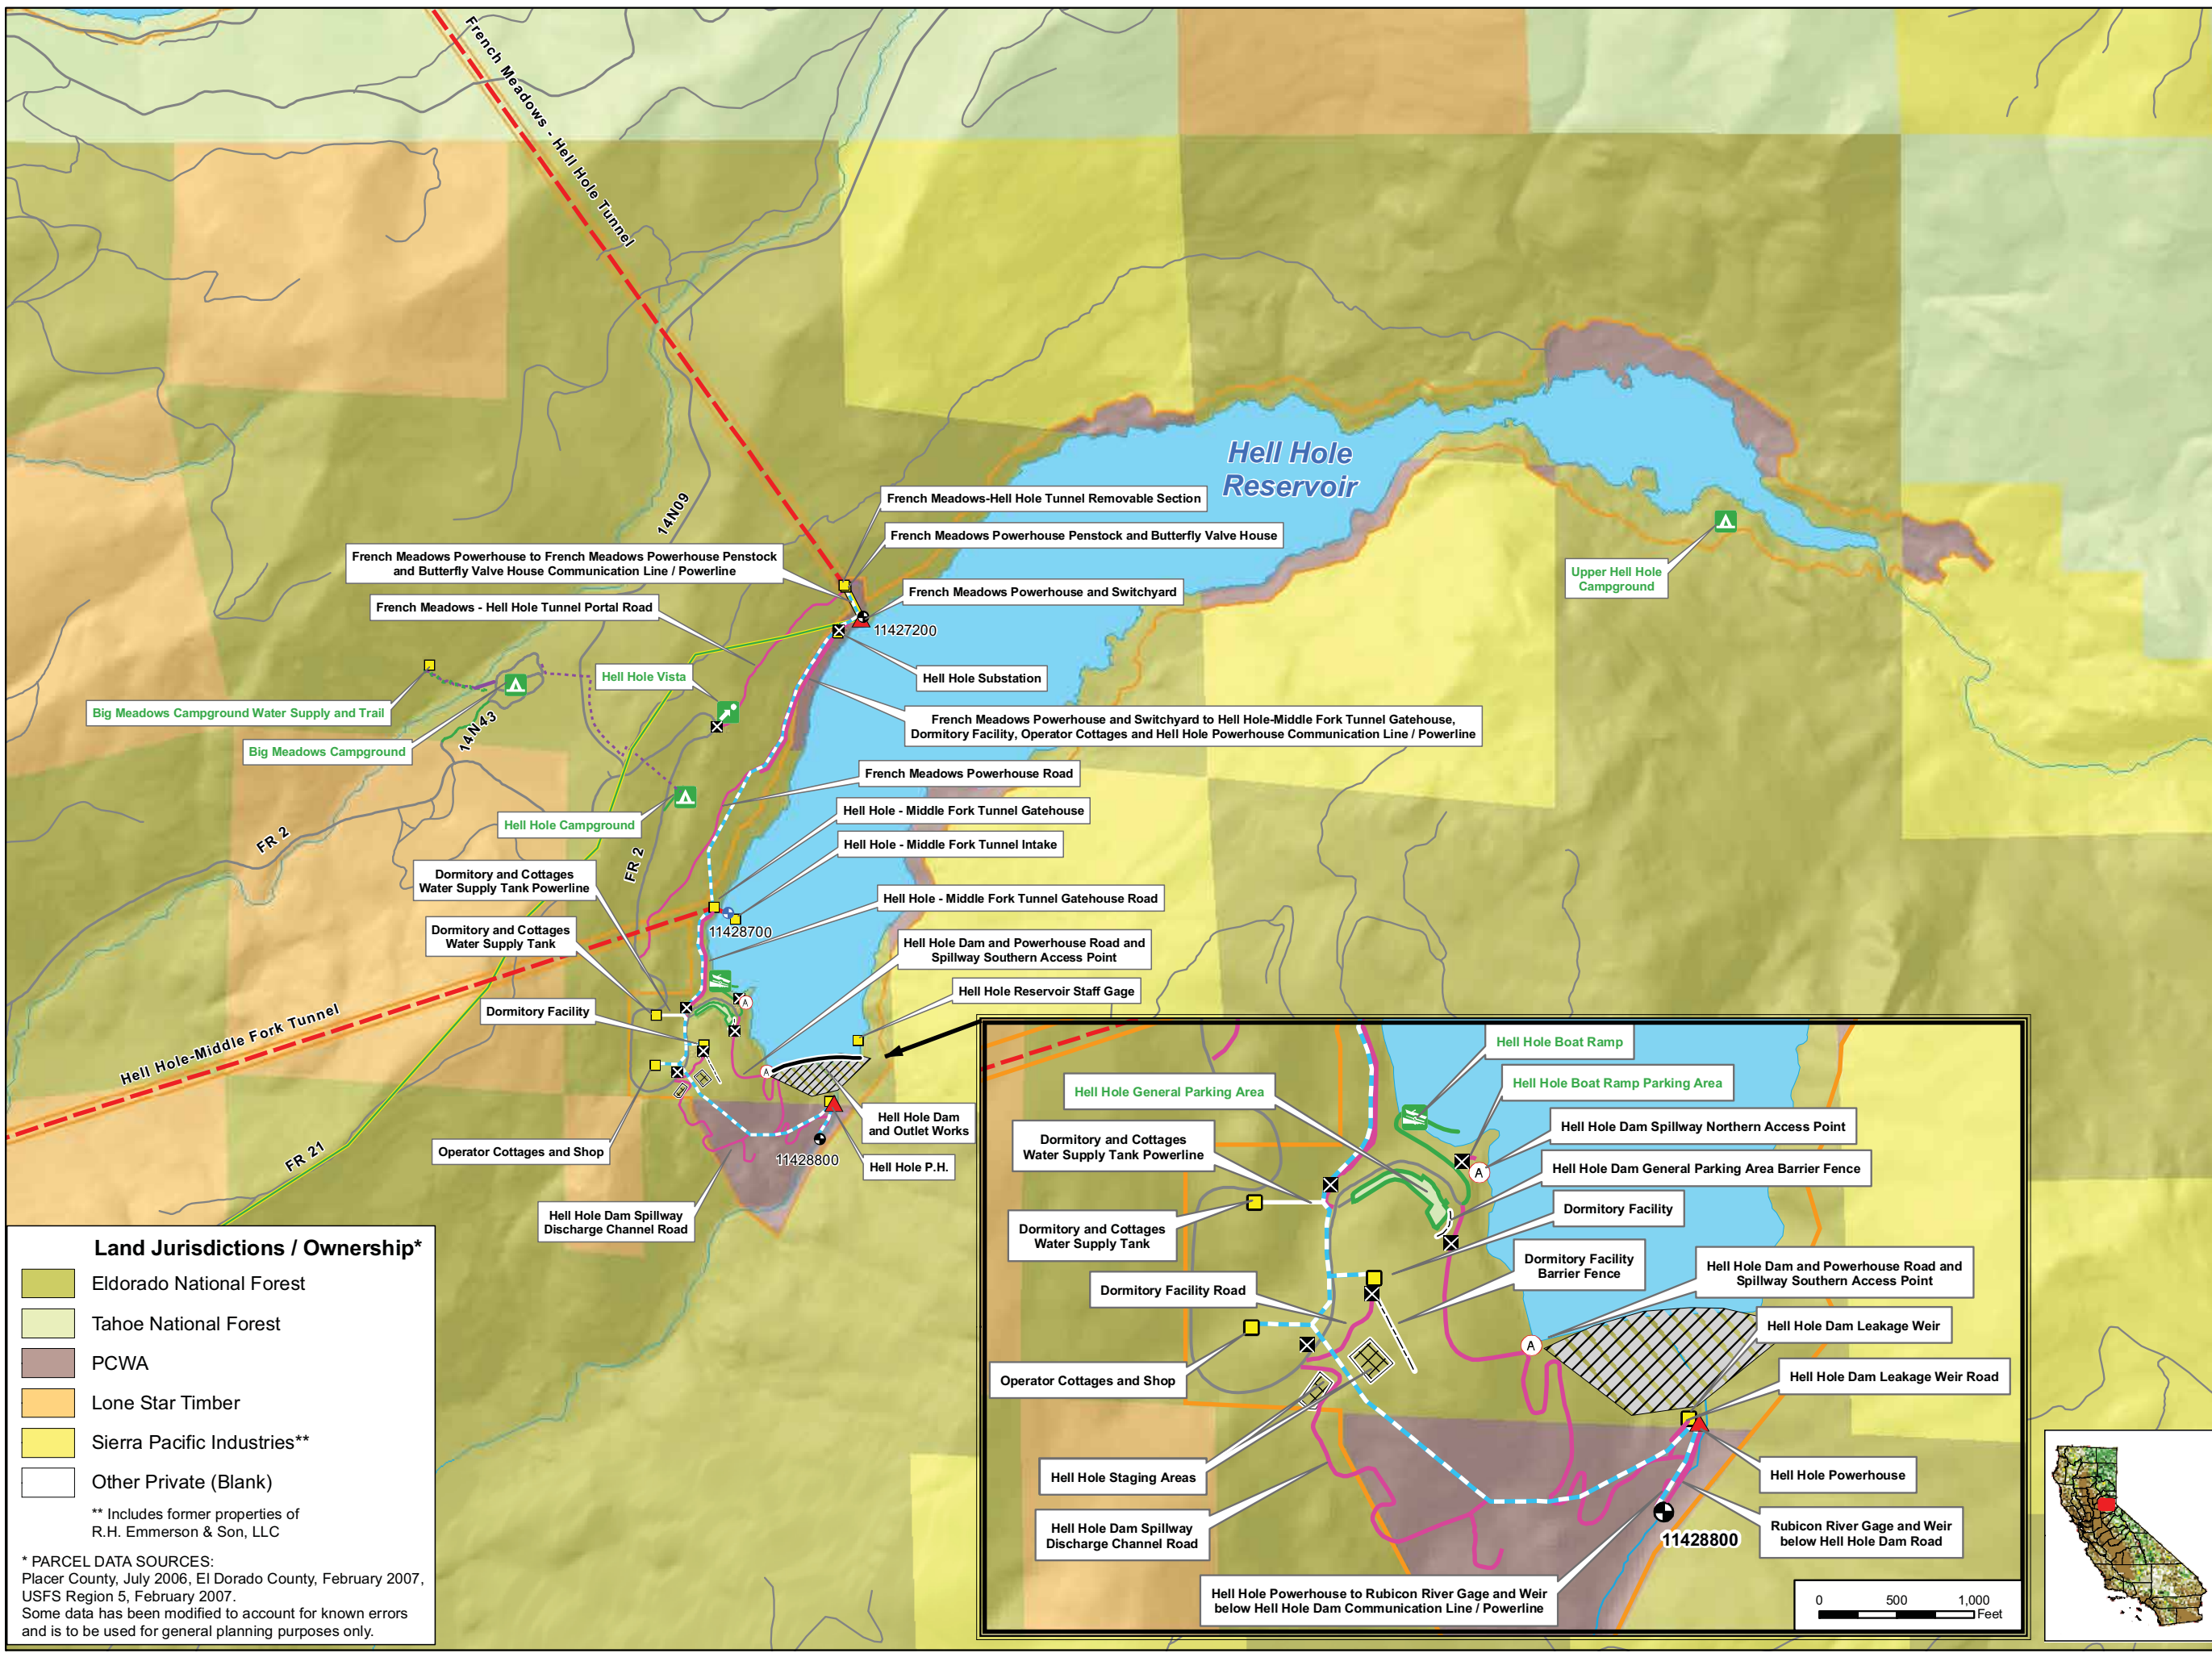 French Meadows - Hell Hole Tunnel
Hell Hole
Reservoir
14N09
French Meadows-Hell Hole Tunnel Removable Section
French Meadows Powerhouse Penstock and Butterfly Valve House
French Meadows Powerhouse to French Meadows Powerhouse Penstock
and Butterfly Valve House Communication Line / Powerline
French Meadows Powerhouse and Switchyard
French Meadows - Hell Hole Tunnel Portal Road
11427200
Upper Hell Hole
Campground
Hell Hole Vista
Hell Hole Substation
Big Meadows Campground Water Supply and Trail
14N43
Big Meadows Campground
French Meadows Powerhouse and Switchyard to Hell Hole-Middle Fork Tunnel Gatehouse,
Dormitory Facility, Operator Cottages and Hell Hole Powerhouse Communication Line / Powerline
French Meadows Powerhouse Road
Hell Hole - Middle Fork Tunnel Gatehouse
Hell Hole Campground
FR 2
Hell Hole - Middle Fork Tunnel Intake
FR 2
Dormitory and Cottages
Water Supply Tank Powerline
Hell Hole - Middle Fork Tunnel Gatehouse Road
Dormitory and Cottages
Water Supply Tank
11428700
Hell Hole Dam and Powerhouse Road and
Spillway Southern Access Point
Hell Hole Reservoir Staff Gage
A
Dormitory Facility
Hell Hole-Middle Fork Tunnel
A
Hell Hole Dam
and Outlet Works
Operator Cottages and Shop
FR 21
11428800
Hell Hole P.H.
Hell Hole Dam Spillway
Discharge Channel Road
Hell Hole Boat Ramp
Hell Hole General Parking Area
Hell Hole Boat Ramp Parking Area
Hell Hole Dam Spillway Northern Access Point
Dormitory and Cottages
Water Supply Tank Powerline
A
Hell Hole Dam General Parking Area Barrier Fence
Dormitory Facility
Dormitory and Cottages
Water Supply Tank
Dormitory Facility
Barrier Fence
Hell Hole Dam and Powerhouse Road and
Spillway Southern Access Point
Dormitory Facility Road
Hell Hole Dam Leakage Weir
A
Operator Cottages and Shop
Hell Hole Dam Leakage Weir Road
Hell Hole Staging Areas
Hell Hole Powerhouse
Hell Hole Dam Spillway
Discharge Channel Road
11428800
Rubicon River Gage and Weir
below Hell Hole Dam Road
Hell Hole Powerhouse to Rubicon River Gage and Weir
below Hell Hole Dam Communication Line / Powerline
0 500 1,000
Feet
Land Jurisdictions / Ownership*
Eldorado National Forest
Tahoe National Forest
PCWA
Lone Star Timber
Sierra Pacific Industries**
Other Private (Blank)
** Includes former properties of
R.H. Emmerson & Son, LLC
* PARCEL DATA SOURCES:
Placer County, July 2006, El Dorado County, February 2007,
USFS Region 5, February 2007.
Some data has been modified to account for known errors
and is to be used for general planning purposes only.